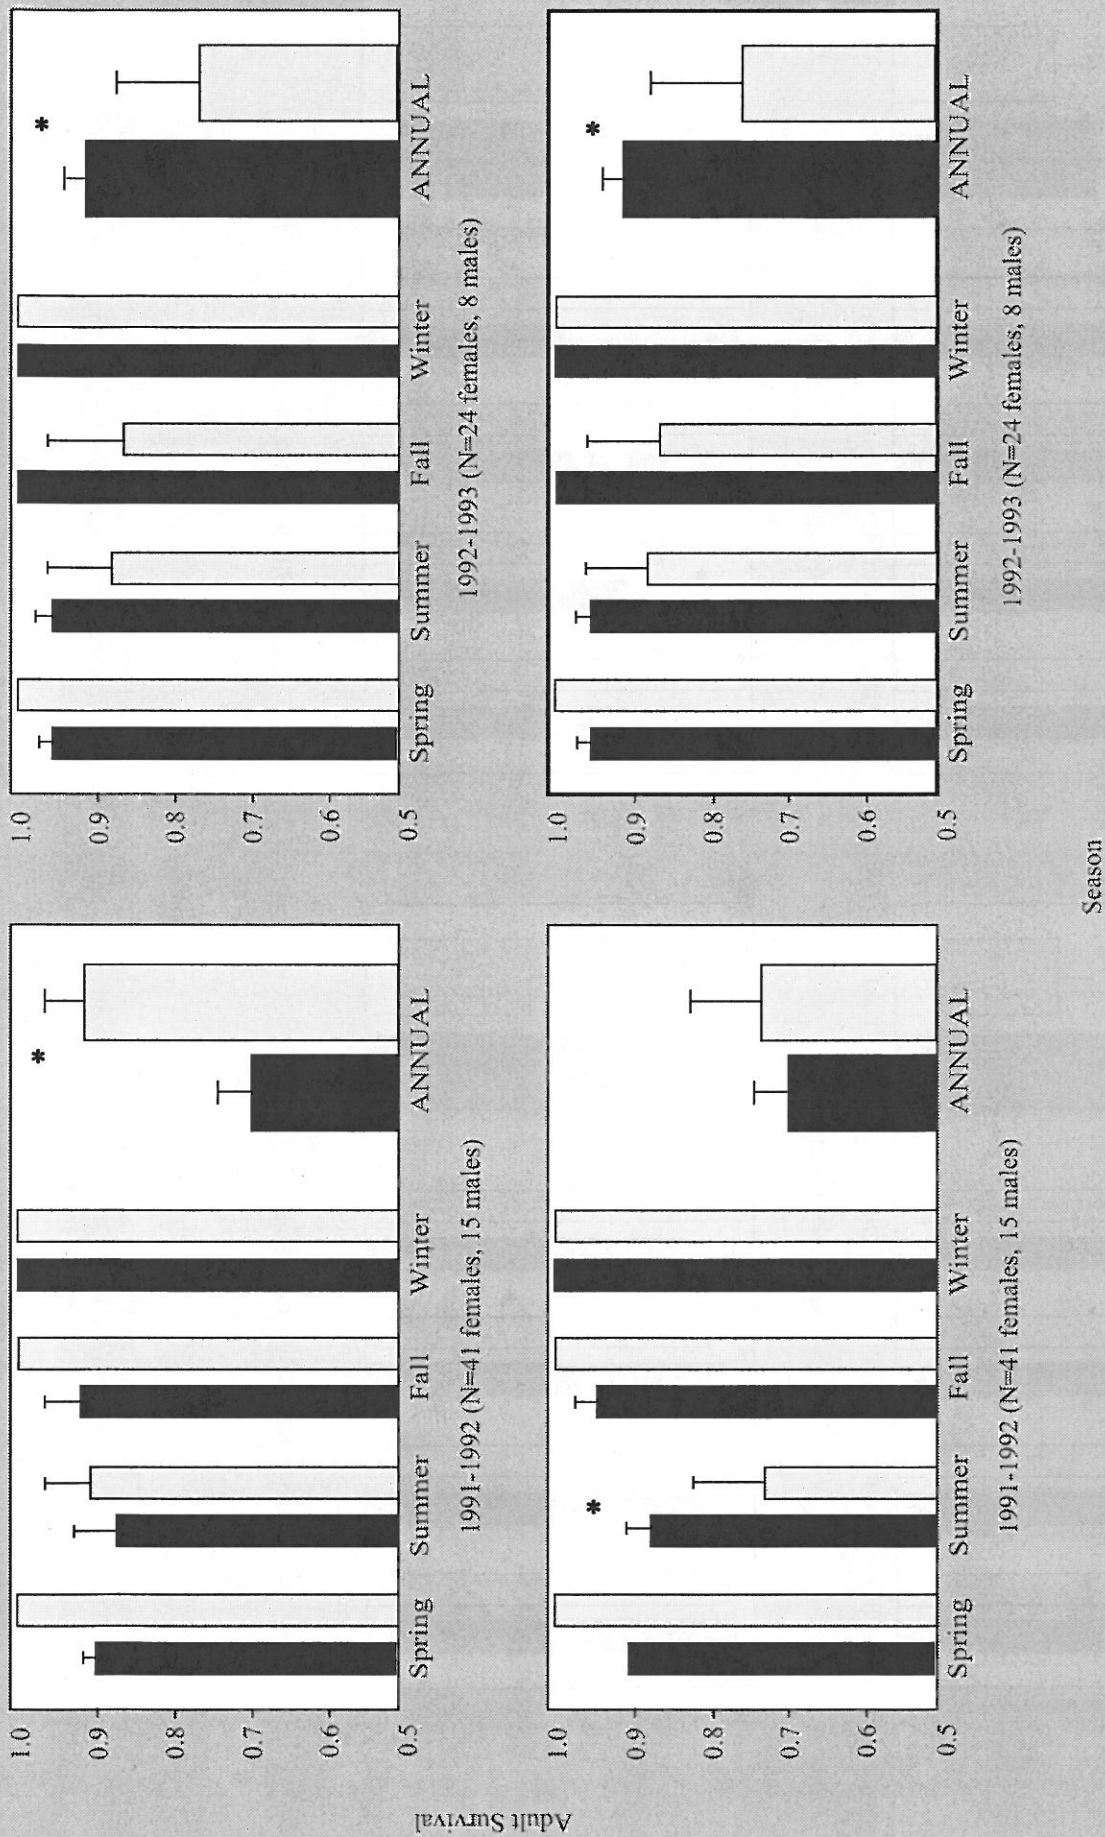 Adult Survival
1.0
0.9
0.8
0.7
0.6
0.5
*
Spring Summer Fall Winter ANNUAL
1991-1992 (N=41 females, 15 males)
1.0
0.9
0.8
0.7
0.6
0.5
*
Spring Summer Fall Winter ANNUAL
1992-1993 (N=24 females, 8 males)
1.0
0.9
0.8
0.7
0.6
0.5
*
Spring Summer Fall Winter ANNUAL
1991-1992 (N=41 females, 15 males)
1.0
0.9
0.8
0.7
0.6
0.5
*
Spring Summer Fall Winter ANNUAL
1992-1993 (N=24 females, 8 males)
Season